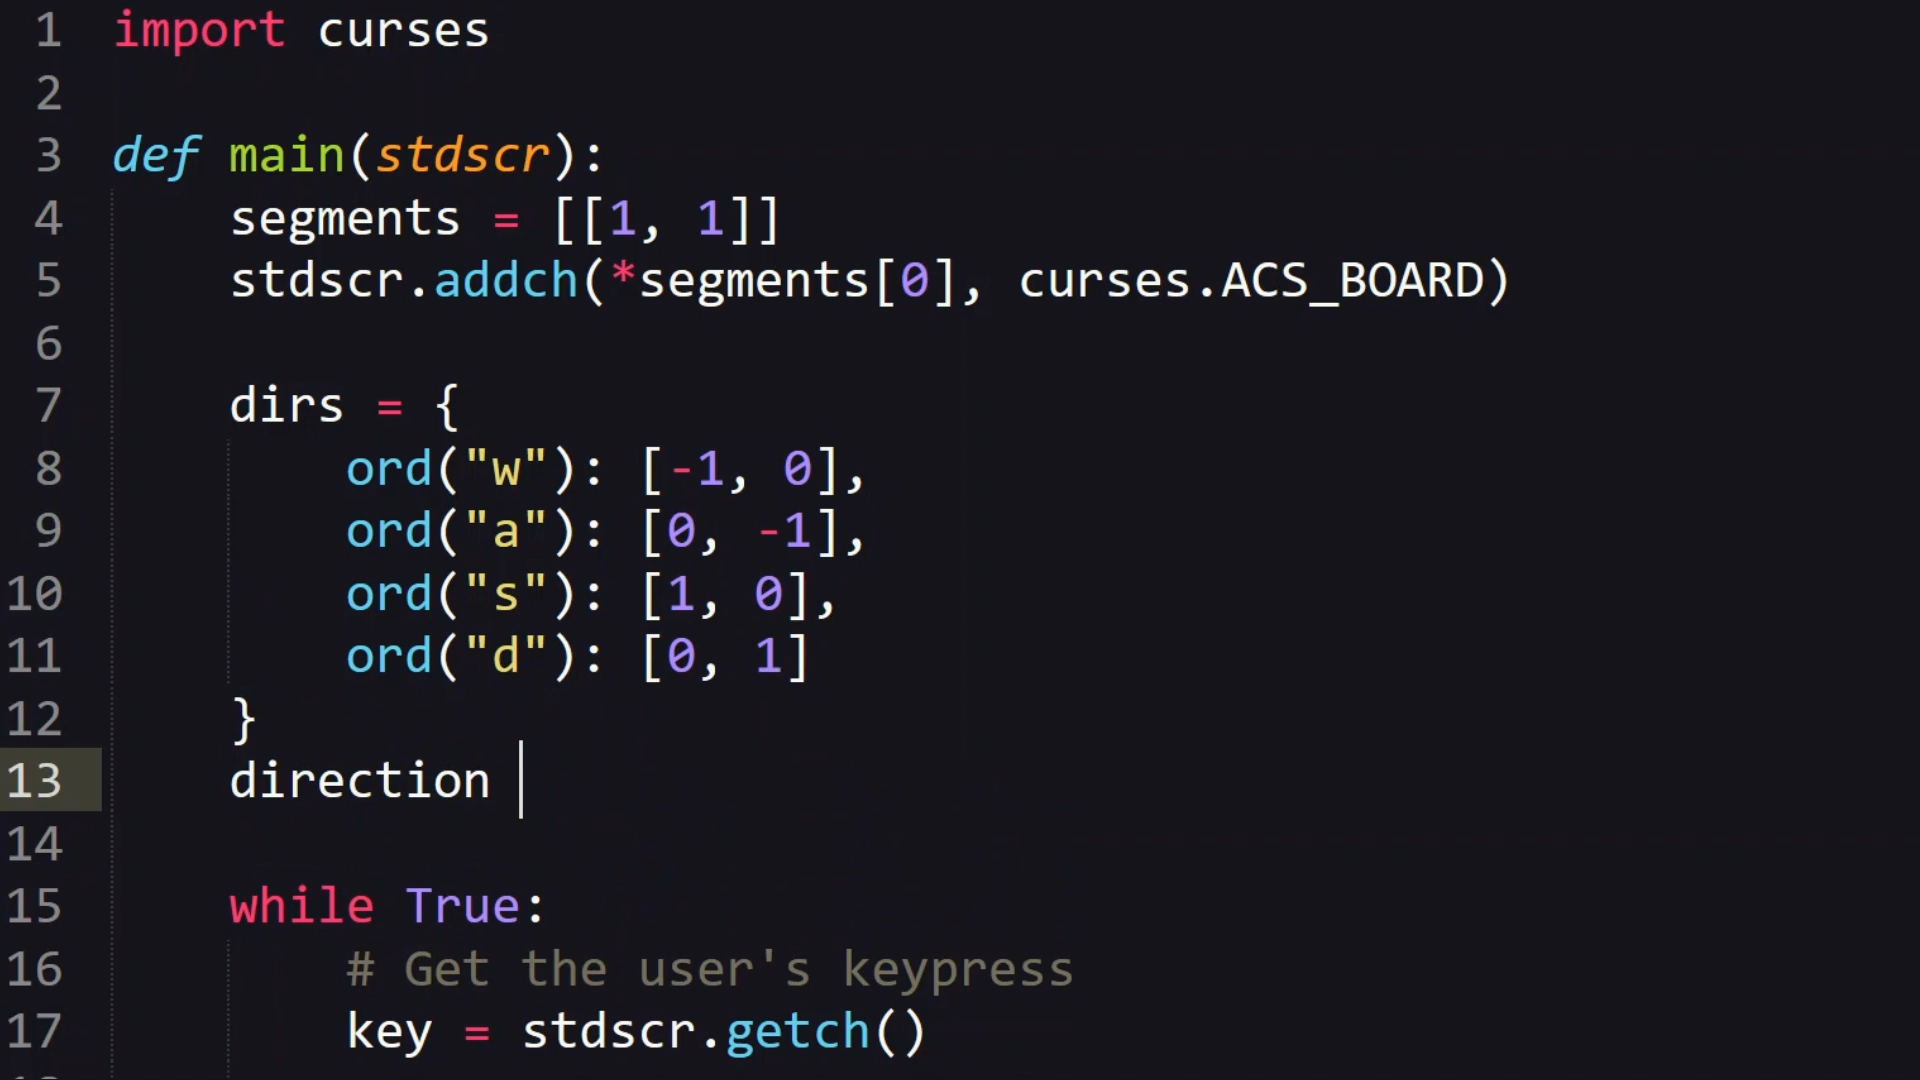 1 import curses
2
3 def main(stdscr):
4 segments = [[1, 1]]
5 stdscr.addch(*segments[0], curses.ACS_BOARD)
6
7 dirs = {
8 ord("w"): [-1, 0],
9 ord("a"): [0, -1],
10 ord("s"): [1, 0],
11 ord("d"): [0, 1]
12 }
13 direction
14
15 while True:
16 # Get the user's keypress
17 key = stdscr.getch()